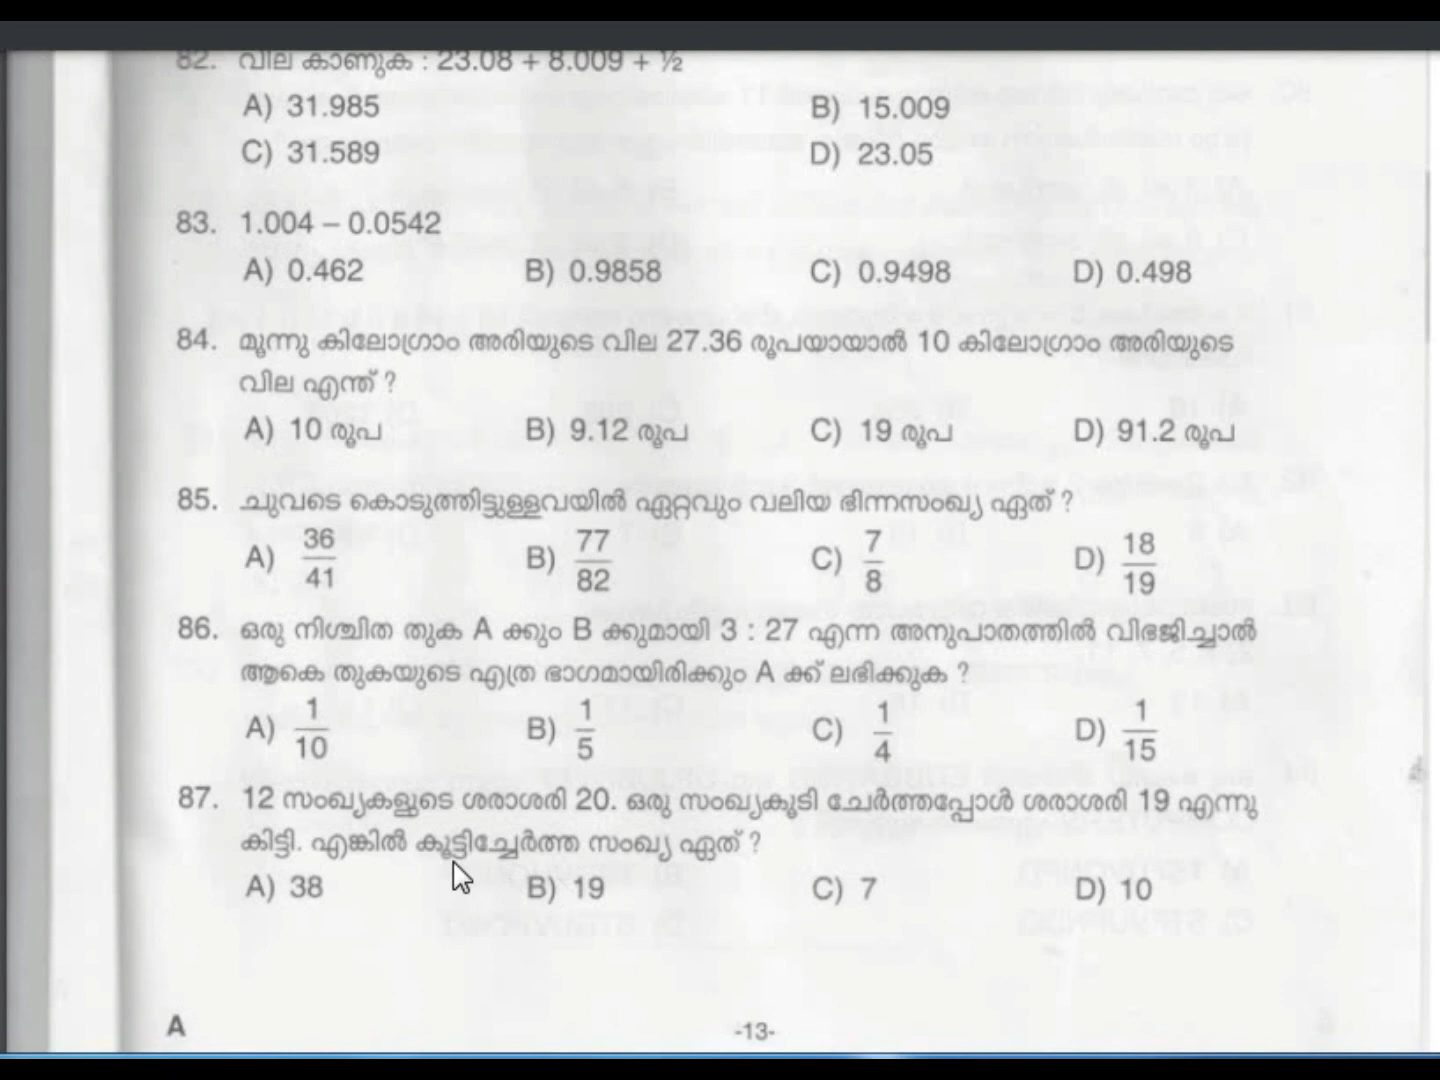 82. വില കാണുക : 23.08 + 8.009 + ½
A) 31.985 B) 15.009
C) 31.589 D) 23.05
83. 1.004 – 0.0542
A) 0.462 B) 0.9858 C) 0.9498 D) 0.498
84. മൂന്നു കിലോഗ്രാം അരിയുടെ വില 27.36 രൂപയായാൽ 10 കിലോഗ്രാം അരിയുടെ
വില എന്ത് ?
A) 10 രൂപ B) 9.12 രൂപ C) 19 രൂപ D) 91.2 രൂപ
85. ചുവടെ കൊടുത്തിട്ടുള്ളവയിൽ ഏറ്റവും വലിയ ഭിന്നസംഖ്യ ഏത് ?
A) 36/41 B) 77/82 C) 7/8 D) 18/19
86. ഒരു നിശ്ചിത തുക A ക്കും B ക്കുമായി 3 : 27 എന്ന അനുപാതത്തിൽ വിഭജിച്ചാൽ
ആകെ തുകയുടെ എത്ര ഭാഗമായിരിക്കും A ക്ക് ലഭിക്കുക ?
A) 1/10 B) 1/5 C) 1/4 D) 1/15
87. 12 സംഖ്യകളുടെ ശരാശരി 20. ഒരു സംഖ്യകൂടി ചേർത്തപ്പോൾ ശരാശരി 19 എന്നു
കിട്ടി. എങ്കിൽ കൂട്ടിച്ചേർത്ത സംഖ്യ ഏത് ?
A) 38 B) 19 C) 7 D) 10
A -13-